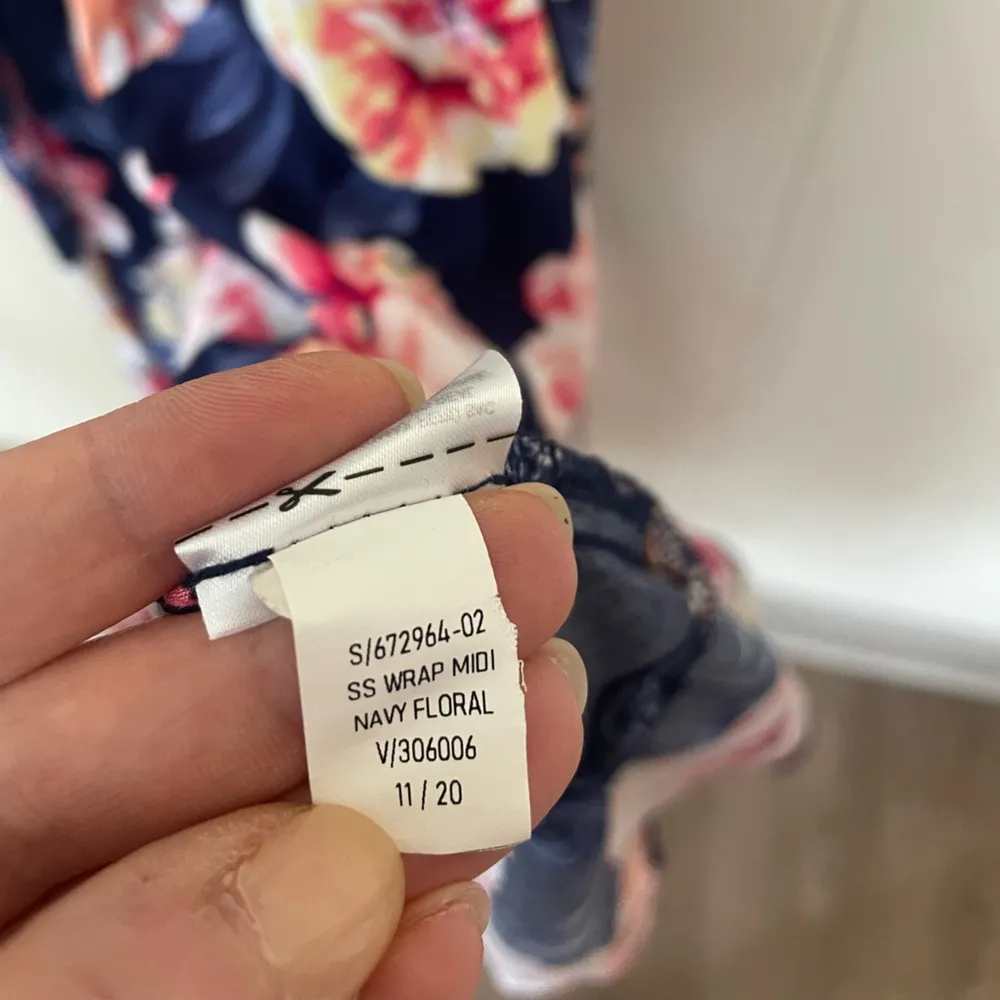 S/672964-02
SS WRAP MIDI
NAVY FLORAL
V/306006
11 / 20